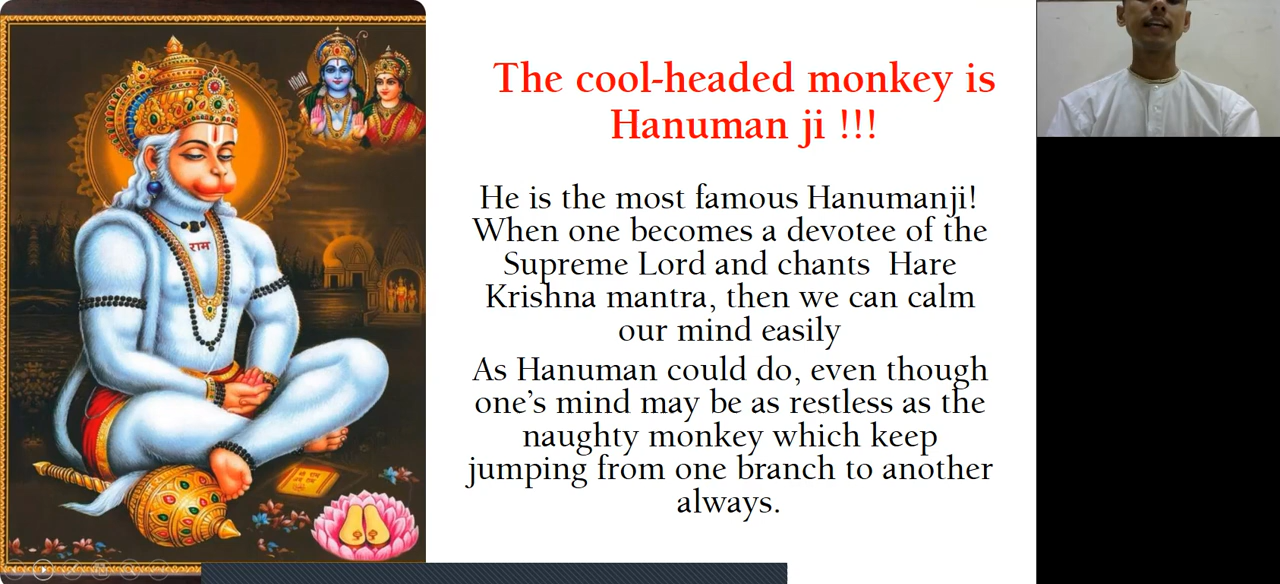 The cool-headed monkey is
Hanuman ji !!!
He is the most famous Hanumanji!
When one becomes a devotee of the
Supreme Lord and chants Hare
Krishna mantra, then we can calm
our mind easily
As Hanuman could do, even though
one's mind may be as restless as the
naughty monkey which keep
jumping from one branch to another
always.
राम